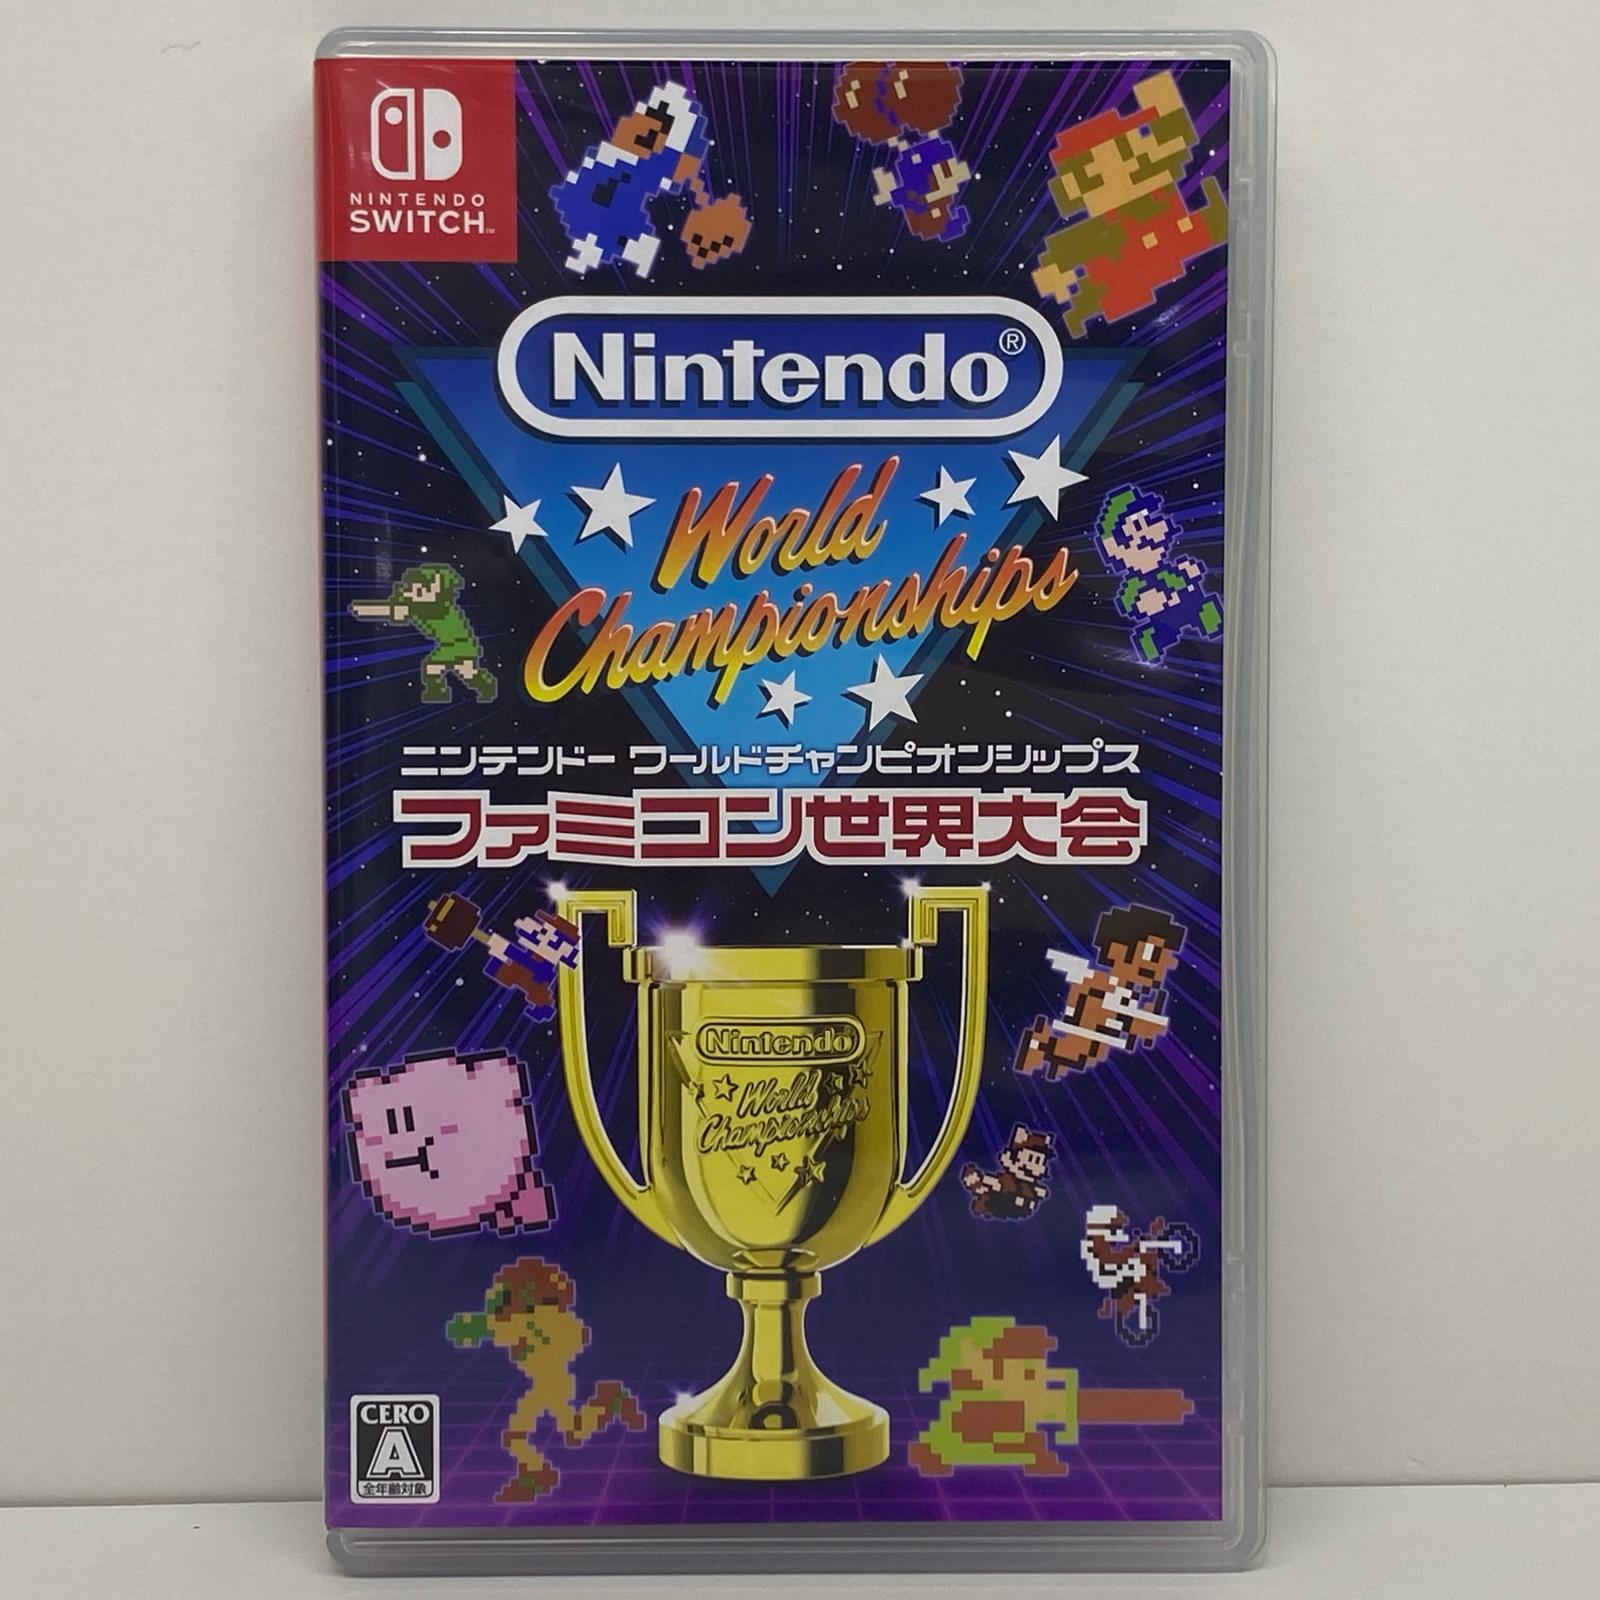 NINTENDO
SWITCH™
Nintendo®
World
Championships
ニンテンドー ワールドチャンピオンシップス
ファミコン世界大会
Nintendo
World
Championships
CERO
A
全年齢対象